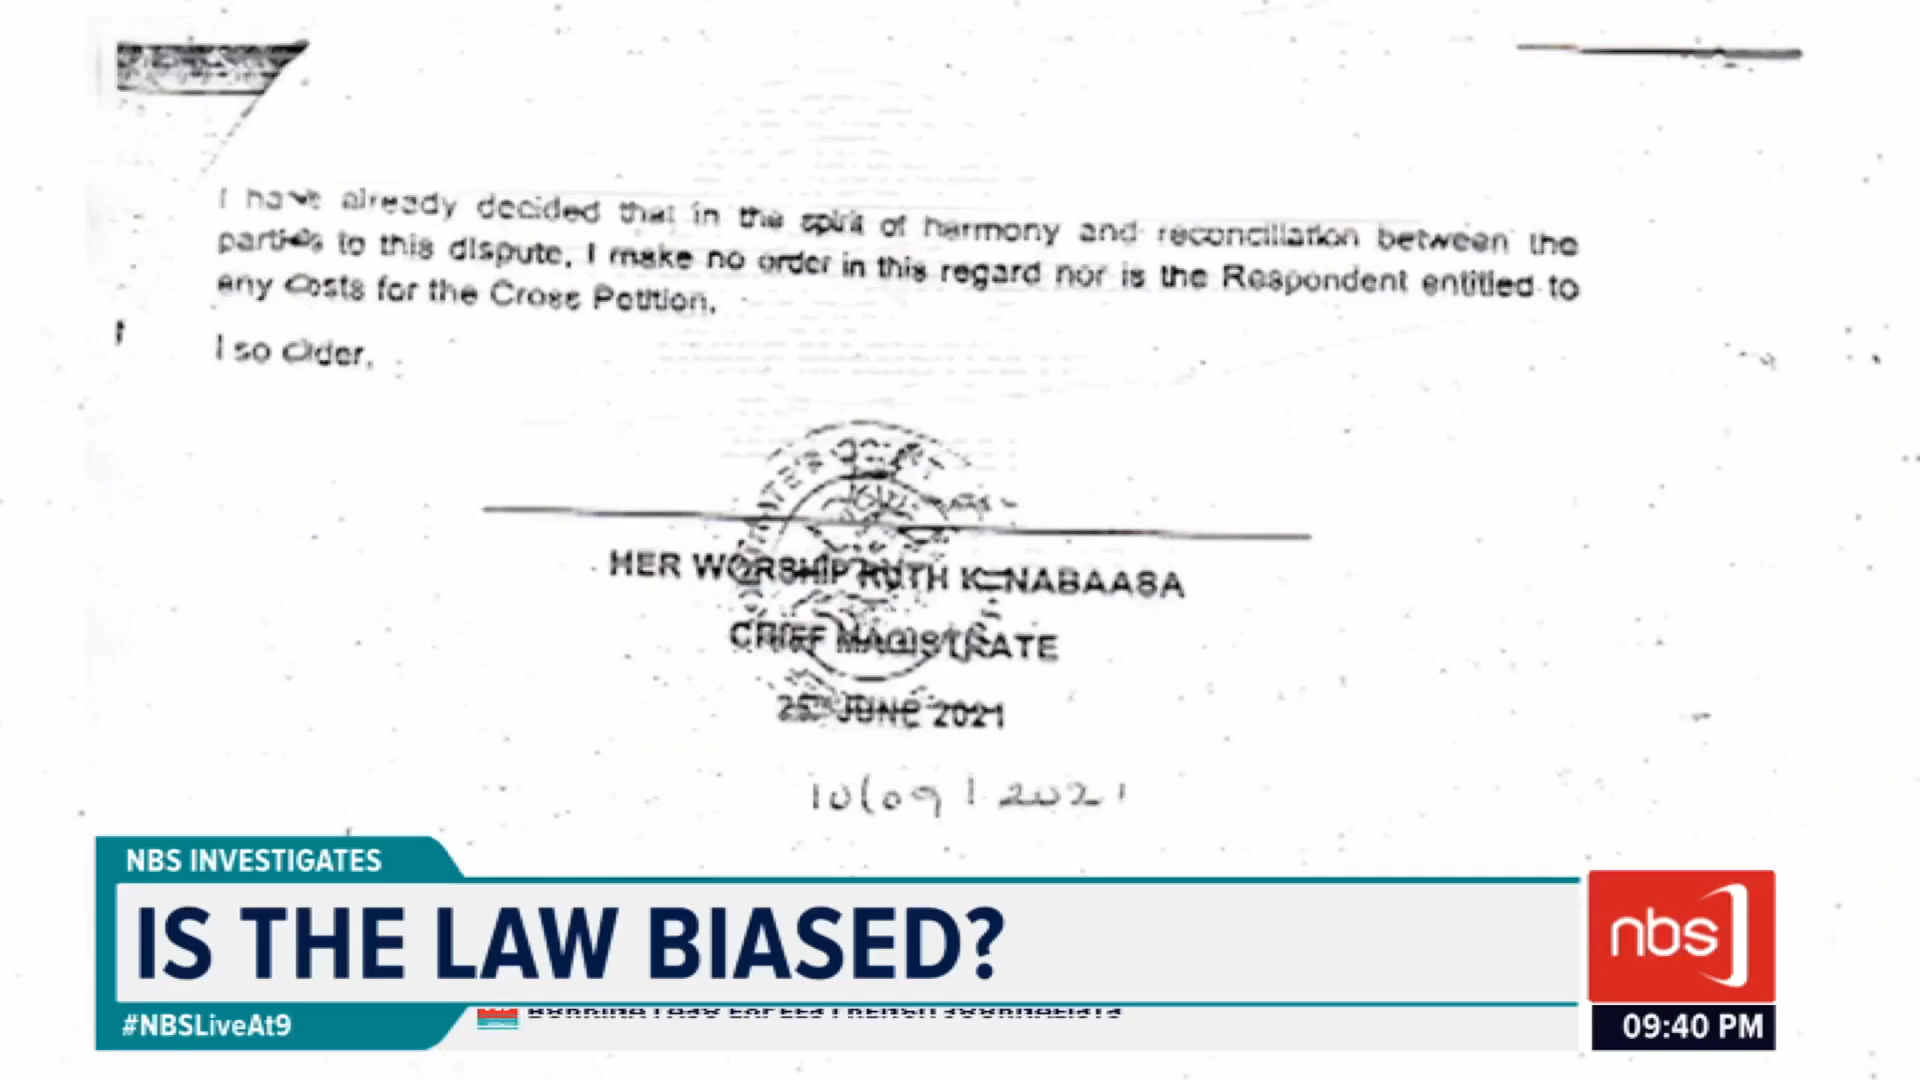 I have already decided that in the spirit of harmony and reconciliation between the
parties to this dispute, I make no order in this regard nor is the Respondent entitled to
any Costs for the Cross Petition.
I so Order.
HER WORSHIP RUTH K. NABAASA
CHIEF MAGISTRATE
25TH JUNE 2021
10/09/2021
NBS INVESTIGATES
IS THE LAW BIASED?
nbs
#NBSLiveAt9
09:40 PM